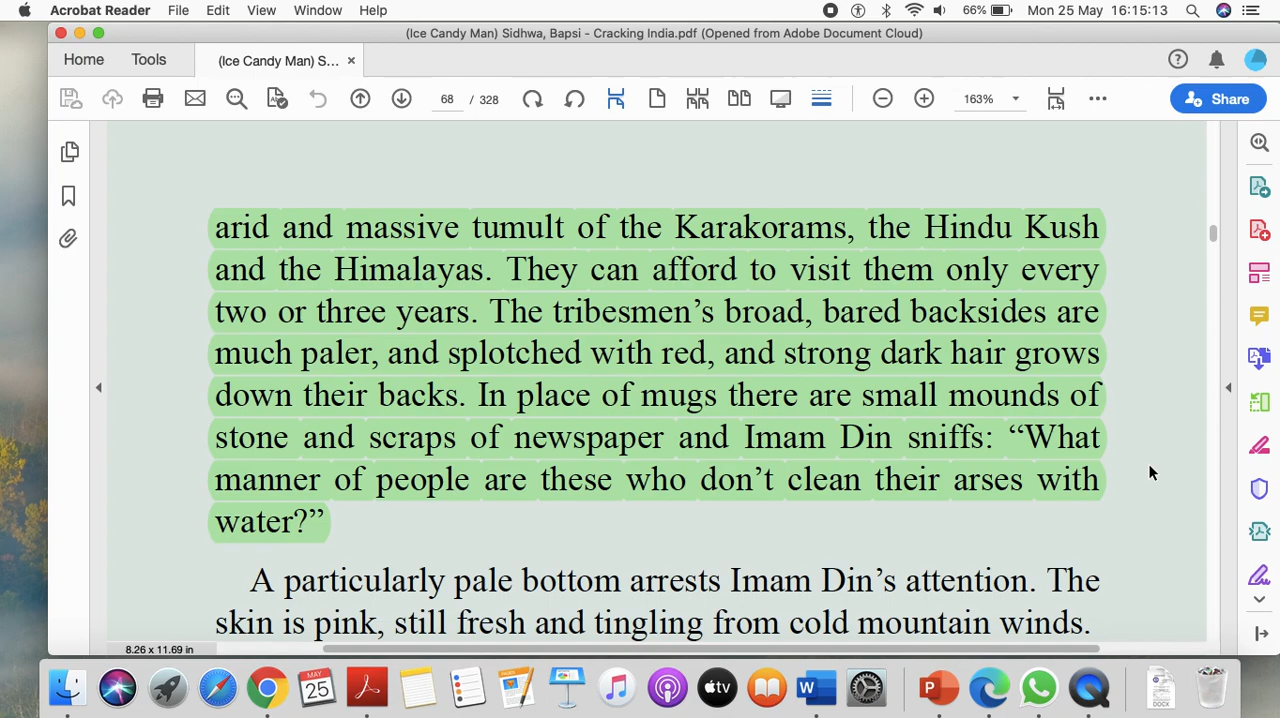 Acrobat Reader File Edit View Window Help 66% Mon 25 May 16:15:13
(Ice Candy Man) Sidhwa, Bapsi - Cracking India.pdf (Opened from Adobe Document Cloud)
Home Tools (Ice Candy Man) S... ×
68 / 328 163% Share
arid and massive tumult of the Karakorams, the Hindu Kush
and the Himalayas. They can afford to visit them only every
two or three years. The tribesmen’s broad, bared backsides are
much paler, and splotched with red, and strong dark hair grows
down their backs. In place of mugs there are small mounds of
stone and scraps of newspaper and Imam Din sniffs: “What
manner of people are these who don’t clean their arses with
water?”
A particularly pale bottom arrests Imam Din’s attention. The
skin is pink, still fresh and tingling from cold mountain winds.
8.26 x 11.69 in
MAY
25
tv
W
P
DOCX